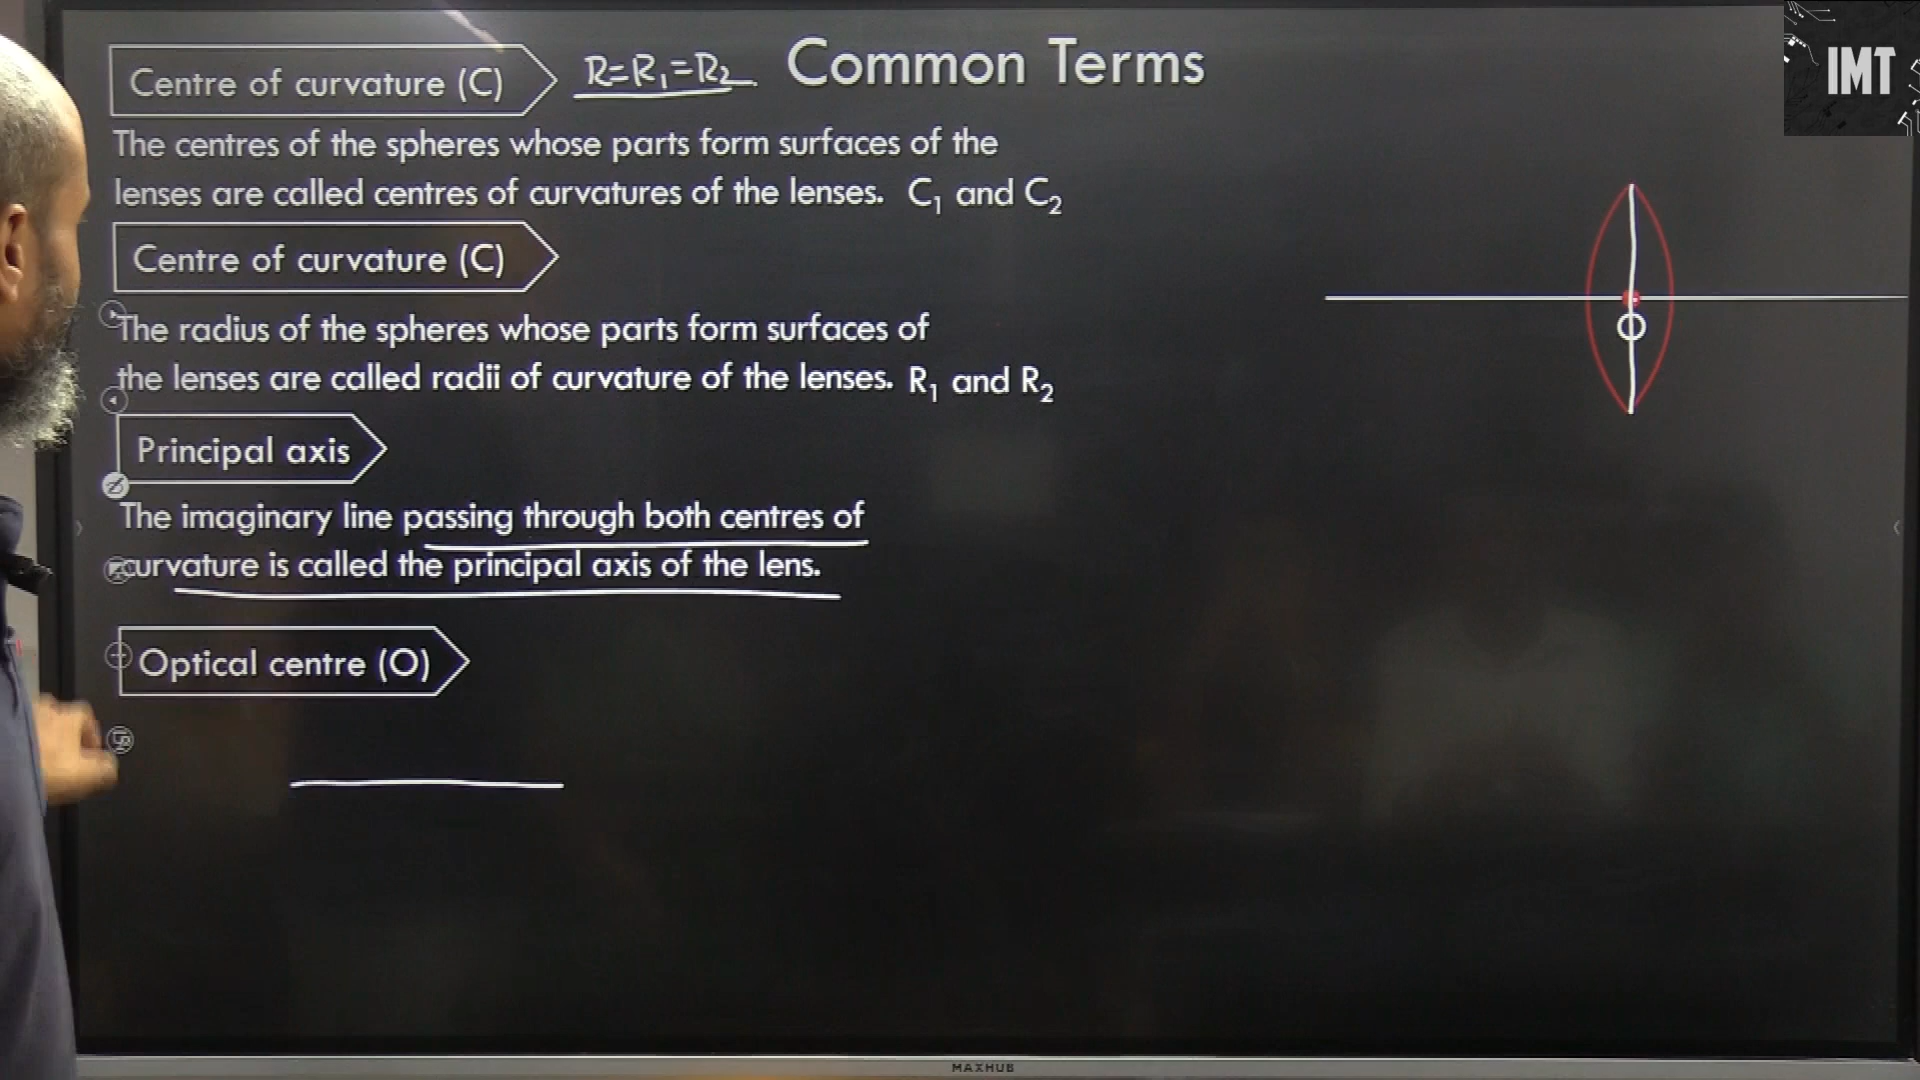 Common Terms
IMT
Centre of curvature (C)
R=R₁=R₂
The centres of the spheres whose parts form surfaces of the
lenses are called centres of curvatures of the lenses. C₁ and C₂
Centre of curvature (C)
The radius of the spheres whose parts form surfaces of
the lenses are called radii of curvature of the lenses. R₁ and R₂
Principal axis
The imaginary line passing through both centres of
curvature is called the principal axis of the lens.
Optical centre (O)
O
MAXHUB